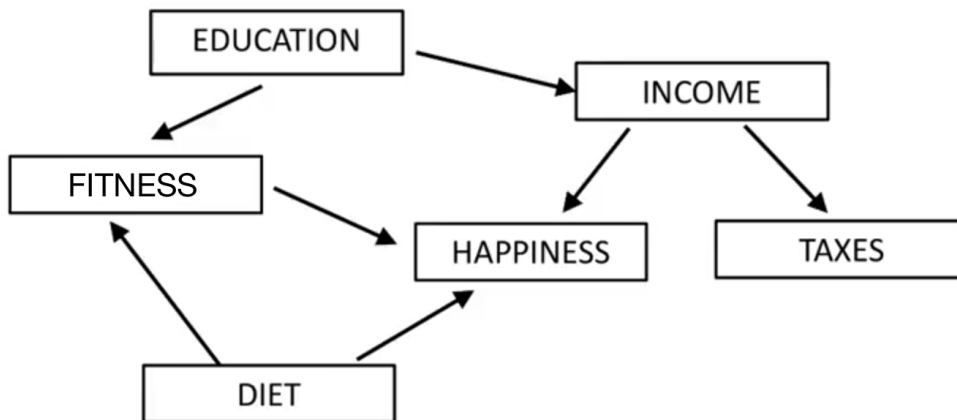 EDUCATION
INCOME
FITNESS
HAPPINESS
TAXES
DIET